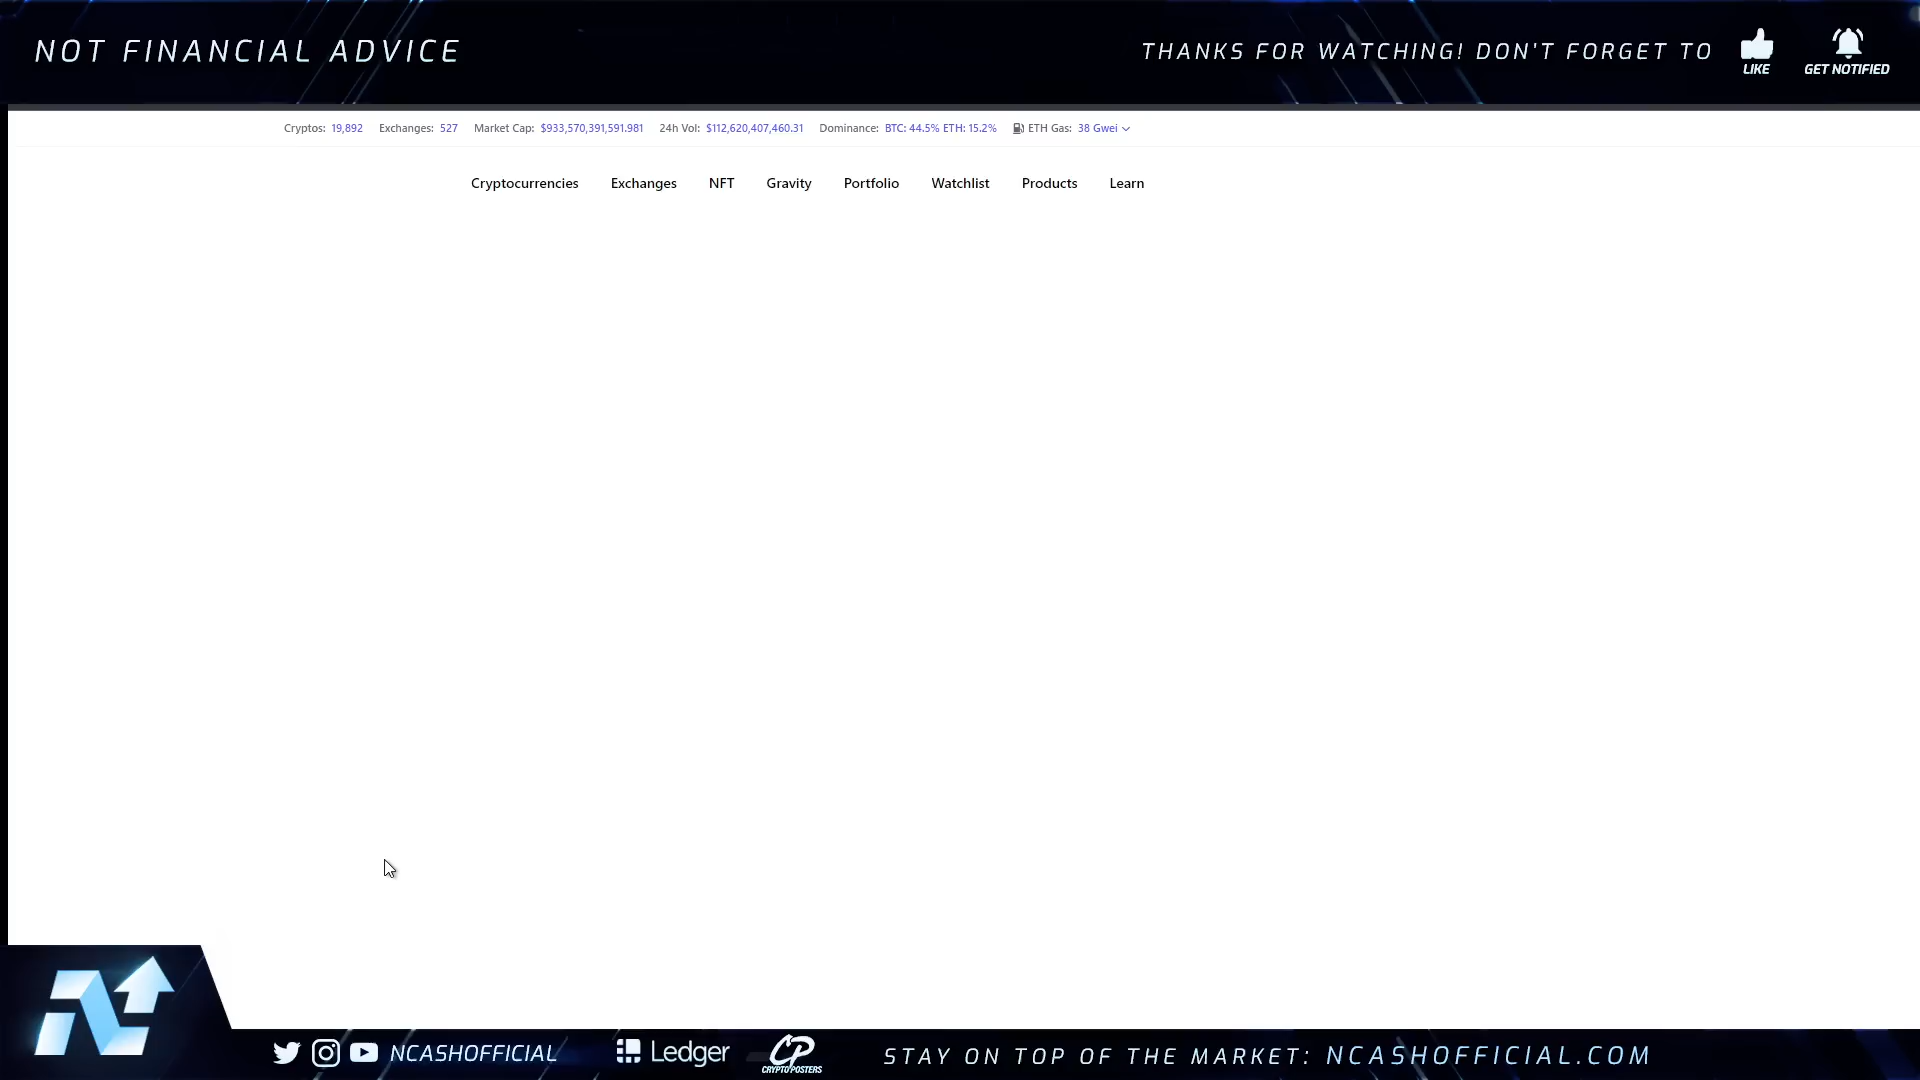 NOT FINANCIAL ADVICE
THANKS FOR WATCHING! DON'T FORGET TO
LIKE
GET NOTIFIED
Cryptos: 19,892 Exchanges: 527 Market Cap: $933,570,391,591.981 24h Vol: $112,620,407,460.31 Dominance: BTC: 44.5% ETH: 15.2% ETH Gas: 38 Gwei
Cryptocurrencies Exchanges NFT Gravity Portfolio Watchlist Products Learn
NCASHOFFICIAL
Ledger
CP
CRYPTOPOSTERS
STAY ON TOP OF THE MARKET: NCASHOFFICIAL.COM